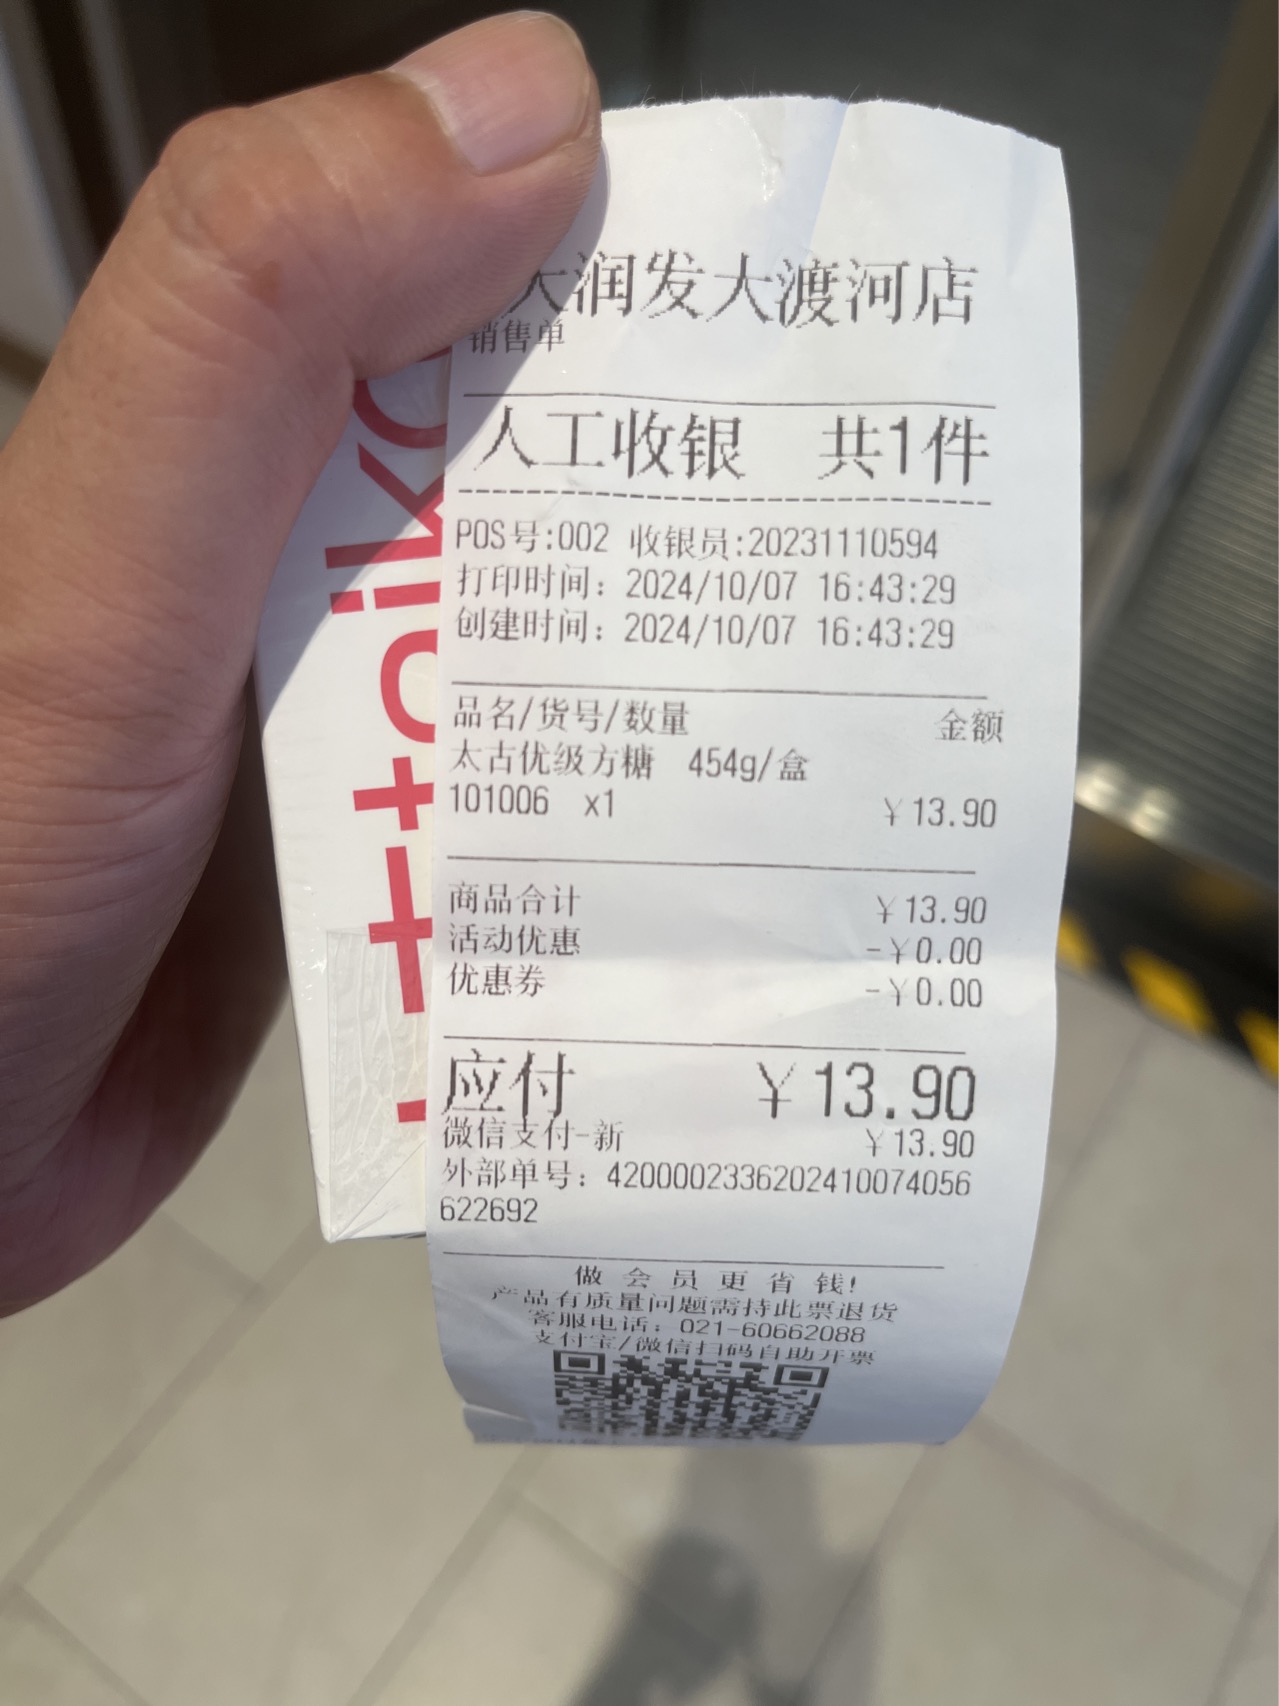 大润发大渡河店
销售单
人工收银 共1件
POS号:002 收银员:20231110594
打印时间: 2024/10/07 16:43:29
创建时间: 2024/10/07 16:43:29
品名/货号/数量 金额
太古优级方糖 454g/盒
101006 x1 ¥13.90
商品合计 ¥13.90
活动优惠 -¥0.00
优惠券 -¥0.00
应付 ¥13.90
微信支付-新 ¥13.90
外部单号: 4200002336202410074056
622692
做会员更省钱!
产品有质量问题需持此票退货
客服电话: 021-60662088
支付宝/微信扫码自助开票